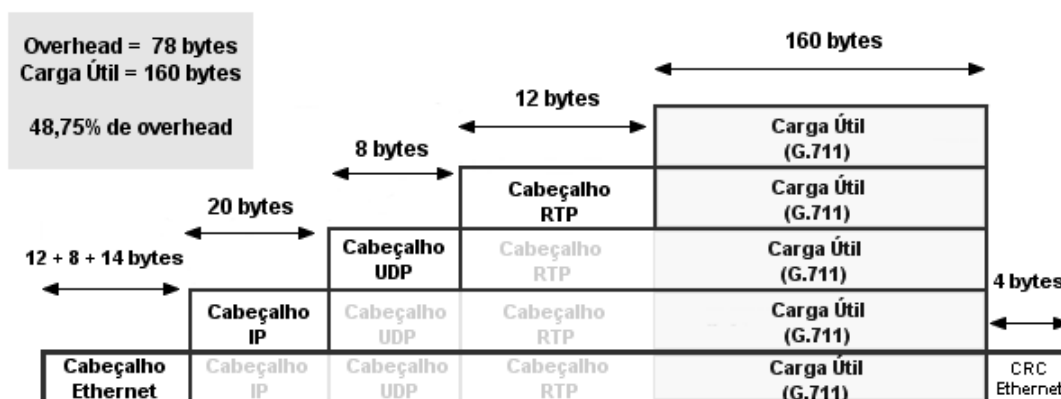 Overhead = 78 bytes
Carga Útil = 160 bytes
48,75% de overhead
160 bytes
12 bytes
Carga Útil
(G.711)
8 bytes
Cabeçalho
RTP
Carga Útil
(G.711)
20 bytes
Cabeçalho
UDP
Cabeçalho
RTP
Carga Útil
(G.711)
12 + 8 + 14 bytes
4 bytes
Cabeçalho
IP
Cabeçalho
UDP
Cabeçalho
RTP
Carga Útil
(G.711)
Cabeçalho
Ethernet
Cabeçalho
IP
Cabeçalho
UDP
Cabeçalho
RTP
Carga Útil
(G.711)
CRC
Ethernet